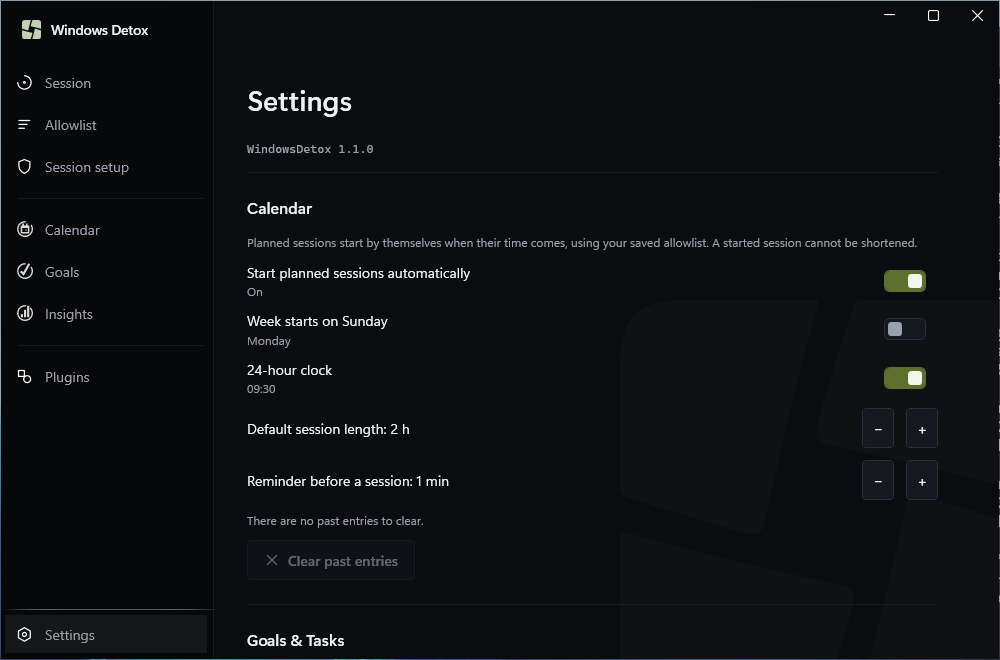 Windows Detox
Session
Allowlist
Session setup
Calendar
Goals
Insights
Plugins
Settings
Settings
WindowsDetox 1.1.0
Calendar
Planned sessions start by themselves when their time comes, using your saved allowlist. A started session cannot be shortened.
Start planned sessions automatically
On
Week starts on Sunday
Monday
24-hour clock
09:30
Default session length: 2 h
− +
Reminder before a session: 1 min
− +
There are no past entries to clear.
Clear past entries
Goals & Tasks